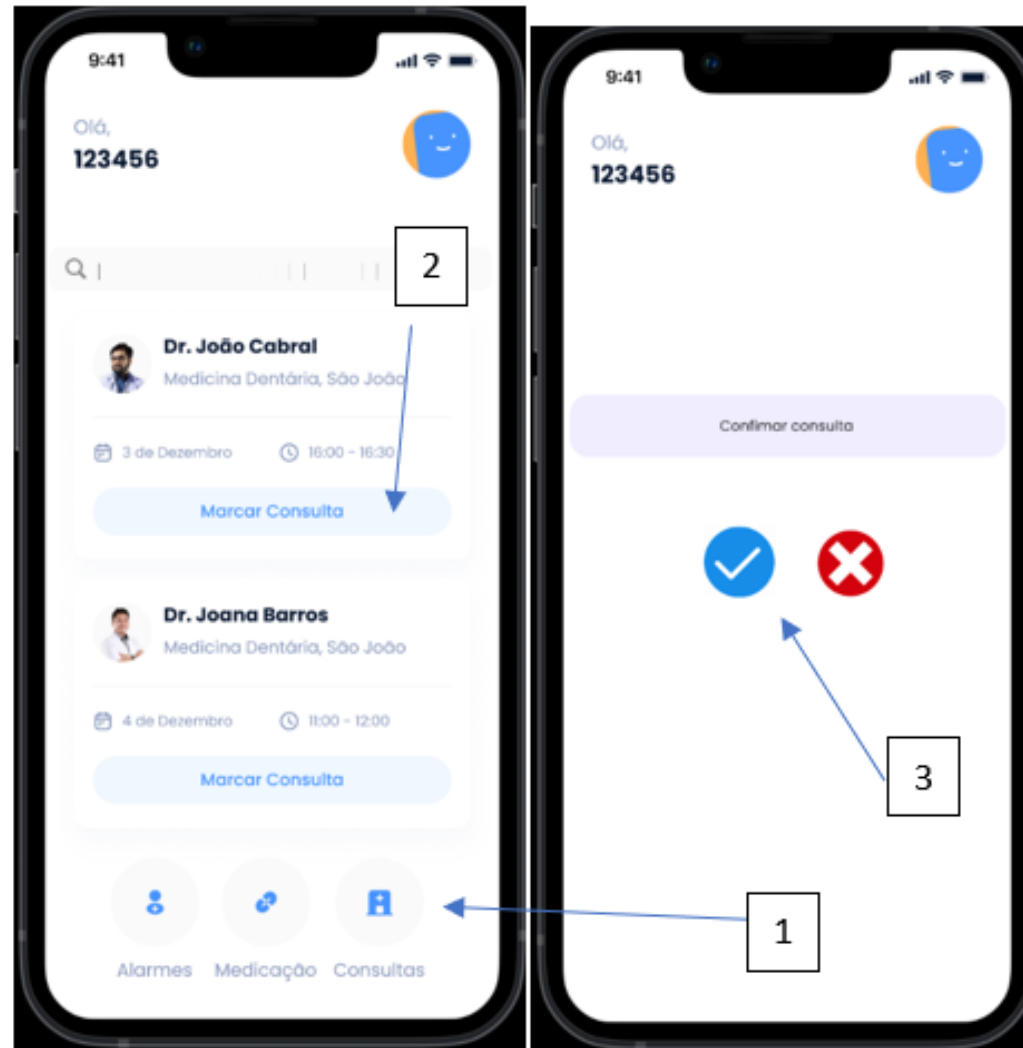 9:41
Olá,
123456
2
Dr. João Cabral
Medicina Dentária, São João
3 de Dezembro 16:00 - 16:30
Marcar Consulta
Dr. Joana Barros
Medicina Dentária, São João
4 de Dezembro 11:00 - 12:00
Marcar Consulta
Alarmes Medicação Consultas
9:41
Olá,
123456
Confimar consulta
3
1